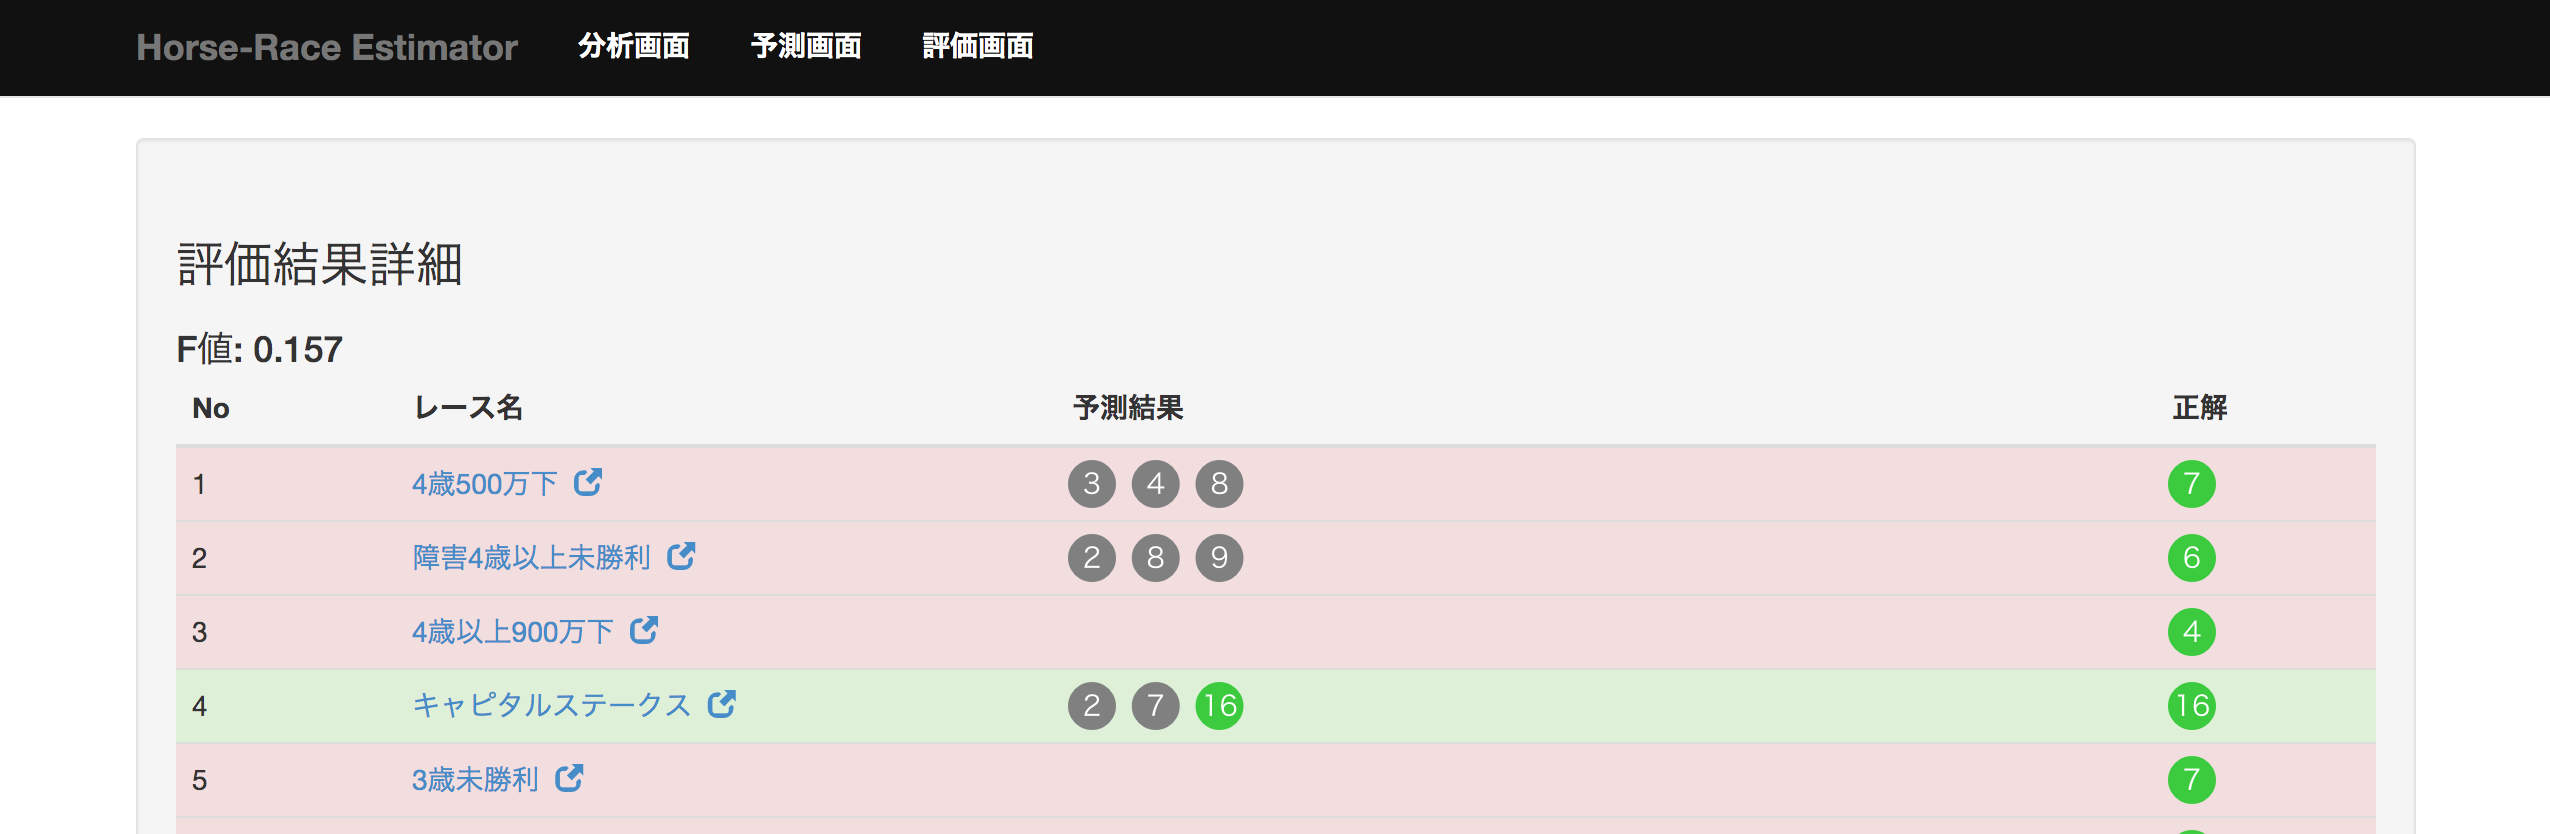 Horse-Race Estimator 分析画面 予測画面 評価画面
評価結果詳細
F値: 0.157
No レース名 予測結果 正解
1 4歳500万下 3 4 8 7
2 障害4歳以上未勝利 2 8 9 6
3 4歳以上900万下 4
4 キャピタルステークス 2 7 16 16
5 3歳未勝利 7